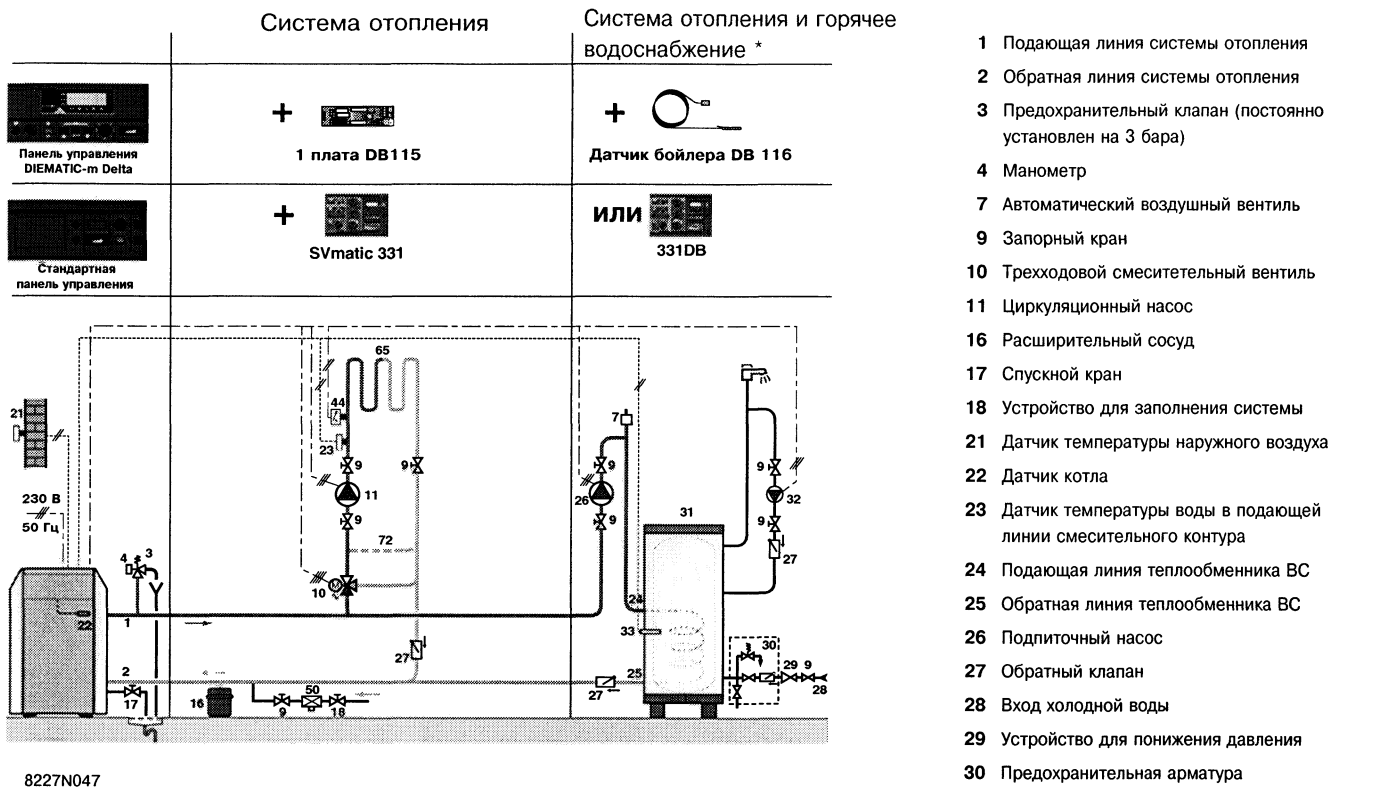 Система отопления
Система отопления и горячее
водоснабжение *
Панель управления
DIEMATIC-m Delta
+
1 плата DB115
+
Датчик бойлера DB 116
Стандартная
панель управления
+
SVmatic 331
или
331DB
65
44
21
23
7
9
9
9
9
11
26
32
230 В
50 Гц
9
9
9
31
72
27
4
3
10
22
1
24
33
27
30
2
25
29
9
17
16
50
27
28
9
18
8227N047
1 Подающая линия системы отопления
2 Обратная линия системы отопления
3 Предохранительный клапан (постоянно
установлен на 3 бара)
4 Манометр
7 Автоматический воздушный вентиль
9 Запорный кран
10 Трехходовой смеситетельный вентиль
11 Циркуляционный насос
16 Расширительный сосуд
17 Спускной кран
18 Устройство для заполнения системы
21 Датчик температуры наружного воздуха
22 Датчик котла
23 Датчик температуры воды в подающей
линии смесительного контура
24 Подающая линия теплообменника ВС
25 Обратная линия теплообменника ВС
26 Подпиточный насос
27 Обратный клапан
28 Вход холодной воды
29 Устройство для понижения давления
30 Предохранительная арматура